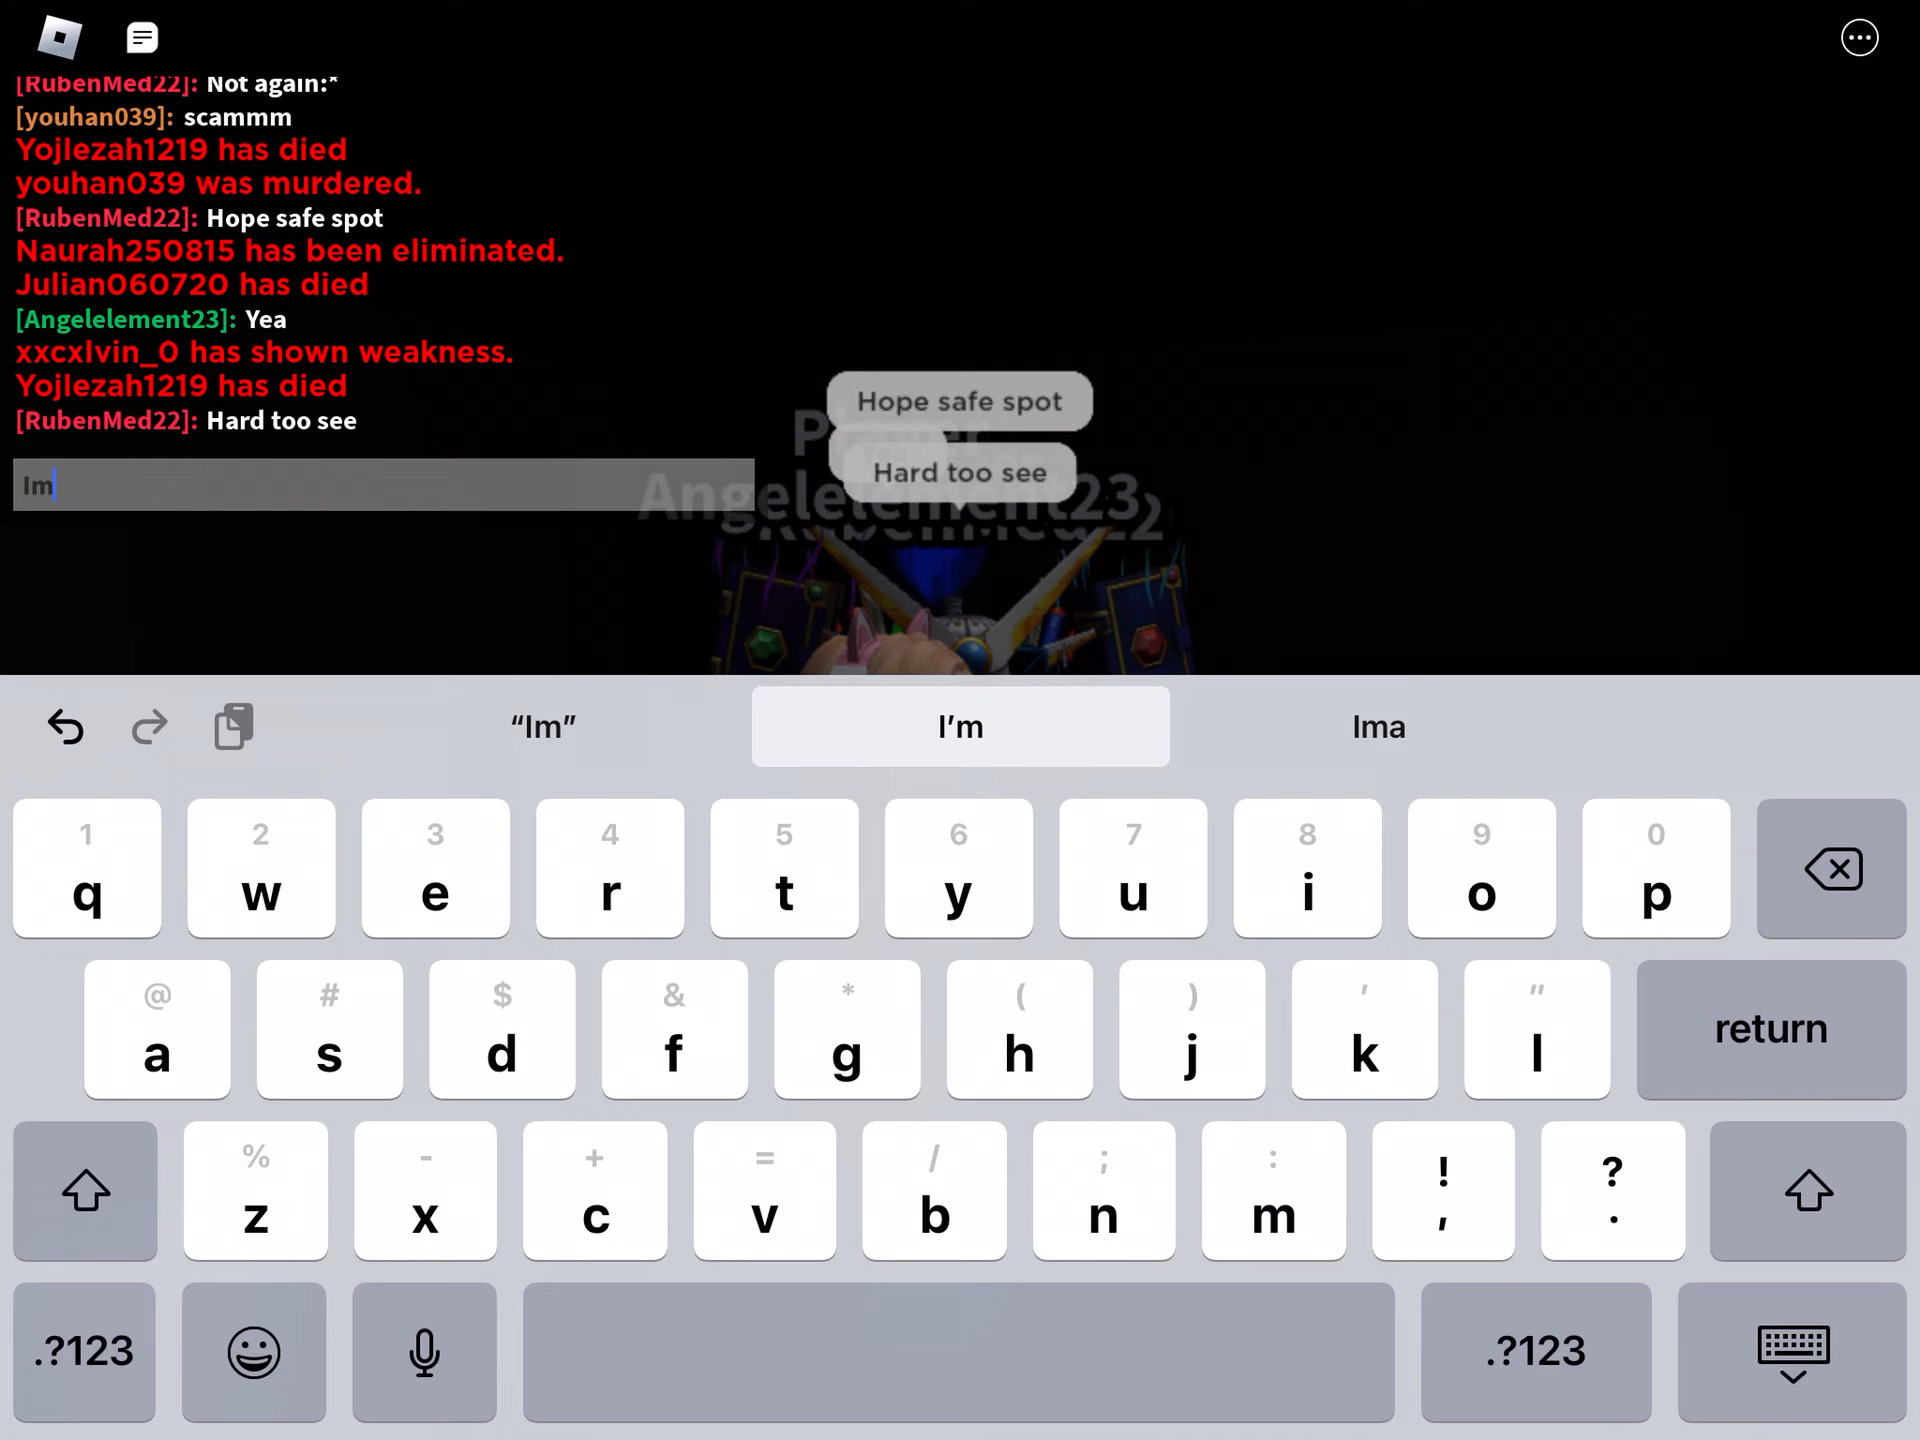 [RubenMed22]: Not again:*
[youhan039]: scammm
Yojlezah1219 has died
youhan039 was murdered.
[RubenMed22]: Hope safe spot
Naurah250815 has been eliminated.
Julian060720 has died
[Angelelement23]: Yea
xxcxlvin_0 has shown weakness.
Yojlezah1219 has died
[RubenMed22]: Hard too see
Im
Hope safe spot
Yea
Hard too see
Angelelement23
“Im” I’m Ima
1 2 3 4 5 6 7 8 9 0
q w e r t y u i o p
@ # $ & * ( ) ' "
a s d f g h j k l return
% - + = / ; : ! ?
z x c v b n m , .
.?123 .?123